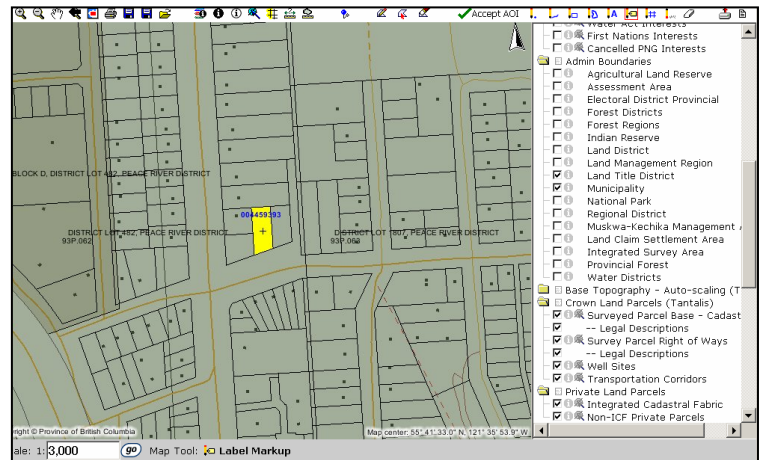 Accept AOI
Water Act Interests
First Nations Interests
Cancelled PNG Interests
Admin Boundaries
Agricultural Land Reserve
Assessment Area
Electoral District Provincial
Forest Districts
Forest Regions
Indian Reserve
Land District
Land Management Region
Land Title District
Municipality
National Park
Regional District
Muskwa-Kechika Management
Land Claim Settlement Area
Integrated Survey Area
Provincial Forest
Water Districts
Base Topography - Auto-scaling (T
Crown Land Parcels (Tantalis)
Surveyed Parcel Base - Cadast
-- Legal Descriptions
Survey Parcel Right of Ways
-- Legal Descriptions
Well Sites
Transportation Corridors
Private Land Parcels
Integrated Cadastral Fabric
Non-ICF Private Parcels
BLOCK D, DISTRICT LOT 482, PEACE RIVER DISTRICT
004459393
DISTRICT LOT 482, PEACE RIVER DISTRICT
93P.062
DISTRICT LOT 1807, PEACE RIVER DISTRICT
93P.063
right © Province of British Columbia
Map center: 55° 41' 33.0" N, 121° 35' 53.9" W
ale: 1: 3,000 go Map Tool: Label Markup